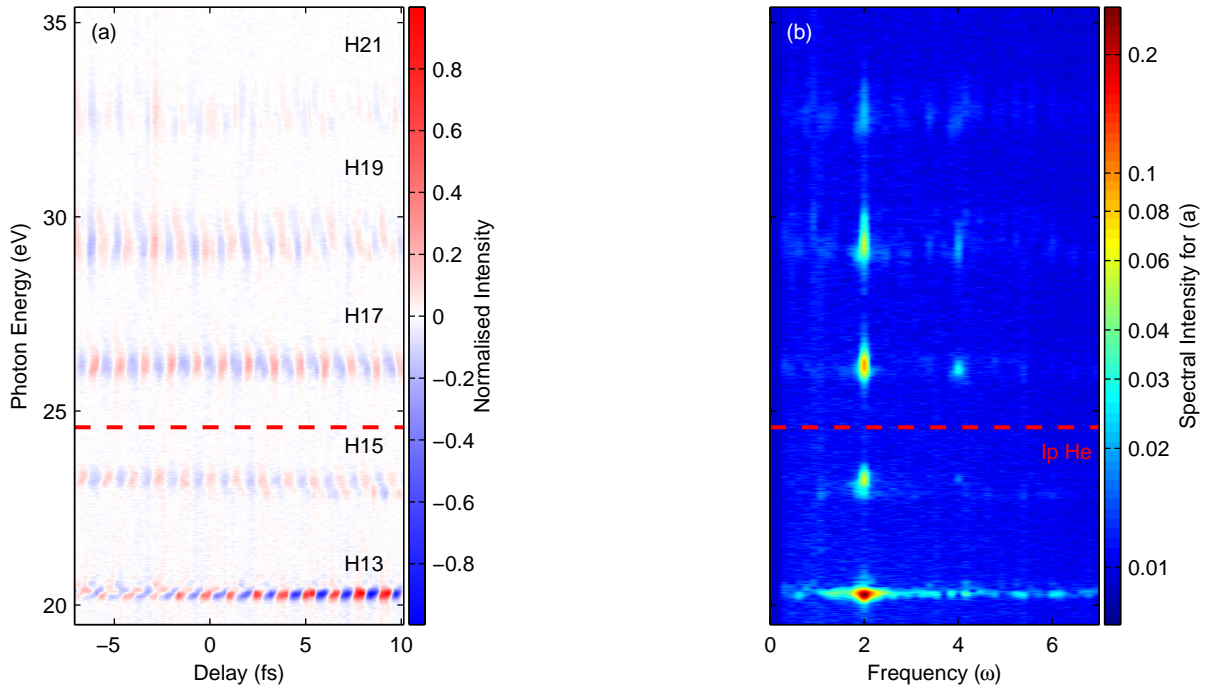 (a)
H21
H19
H17
H15
H13
35
30
25
20
Photon Energy (eV)
−5
0
5
10
Delay (fs)
0.8
0.6
0.4
0.2
0
−0.2
−0.4
−0.6
−0.8
Normalised Intensity
(b)
Ip He
0
2
4
6
Frequency (ω)
0.2
0.1
0.08
0.06
0.04
0.03
0.02
0.01
Spectral Intensity for (a)